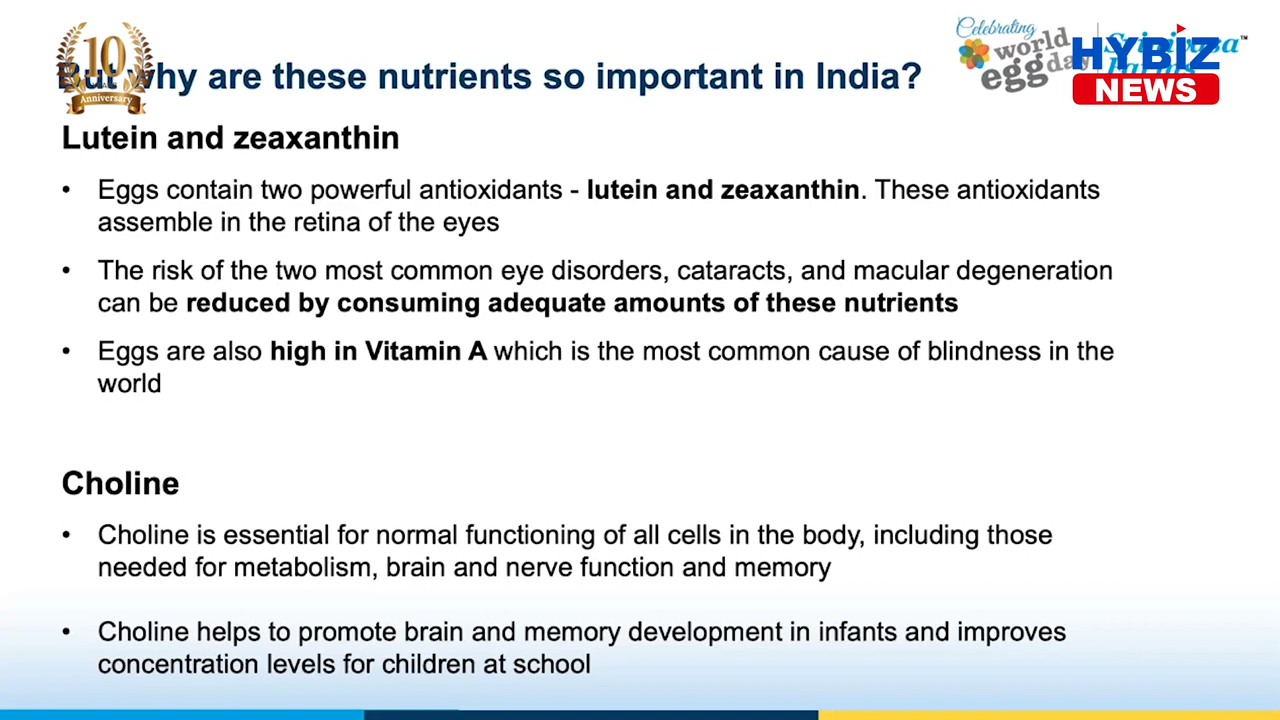 10
Anniversary
But why are these nutrients so important in India?
Celebrating
world
egg day
HYBIZ
NEWS
™
Lutein and zeaxanthin
• Eggs contain two powerful antioxidants - lutein and zeaxanthin. These antioxidants
assemble in the retina of the eyes
• The risk of the two most common eye disorders, cataracts, and macular degeneration
can be reduced by consuming adequate amounts of these nutrients
• Eggs are also high in Vitamin A which is the most common cause of blindness in the
world
Choline
• Choline is essential for normal functioning of all cells in the body, including those
needed for metabolism, brain and nerve function and memory
• Choline helps to promote brain and memory development in infants and improves
concentration levels for children at school